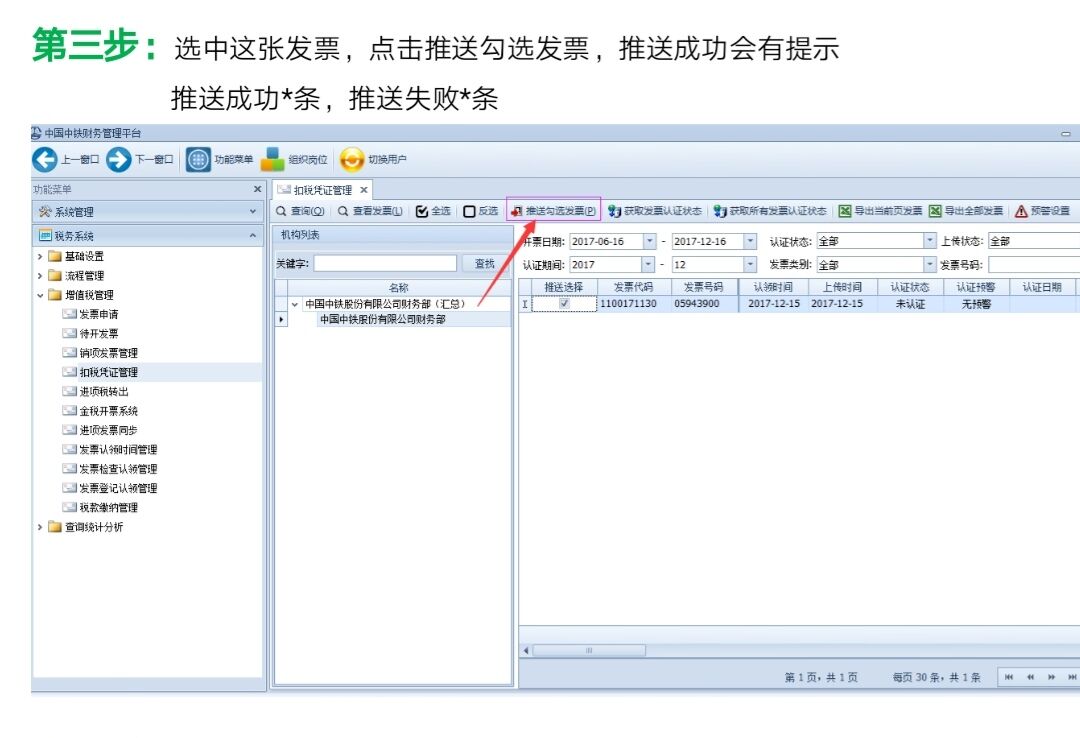 第三步：选中这张发票，点击推送勾选发票，推送成功会有提示
推送成功*条，推送失败*条
中国中铁财务管理平台
上一窗口 下一窗口 功能菜单 组织岗位 切换用户
功能菜单
系统管理
税务系统
基础设置
流程管理
增值税管理
发票申请
待开发票
销项发票管理
扣税凭证管理
进项税转出
金税开票系统
进项发票同步
发票认领时间管理
发票检查认领管理
发票登记认领管理
税款缴纳管理
查询统计分析
扣税凭证管理
查询(Q) 查看发票(L) 全选 反选 推送勾选发票(P) 获取发票认证状态 获取所有发票认证状态 导出当前页发票 导出全部发票 预警设置
机构列表
关键字: 查找
名称
中国中铁股份有限公司财务部（汇总）
中国中铁股份有限公司财务部
开票日期: 2017-06-16 - 2017-12-16 认证状态: 全部 上传状态: 全部
认证期间: 2017 - 12 发票类别: 全部 发票号码:
推送选择 发票代码 发票号码 认领时间 上传时间 认证状态 认证预警 认证日期
1100171130 05943900 2017-12-15 2017-12-15 未认证 无预警
第 1 页，共 1 页 每页 30 条，共 1 条